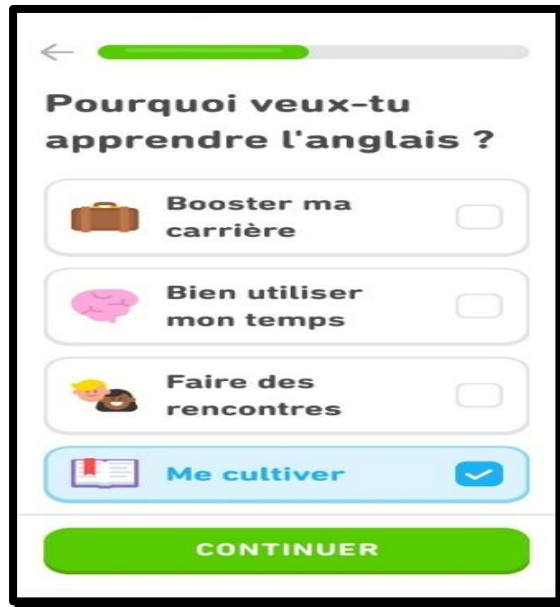 Pourquoi veux-tu
apprendre l'anglais ?
Booster ma
carrière
Bien utiliser
mon temps
Faire des
rencontres
Me cultiver
CONTINUER